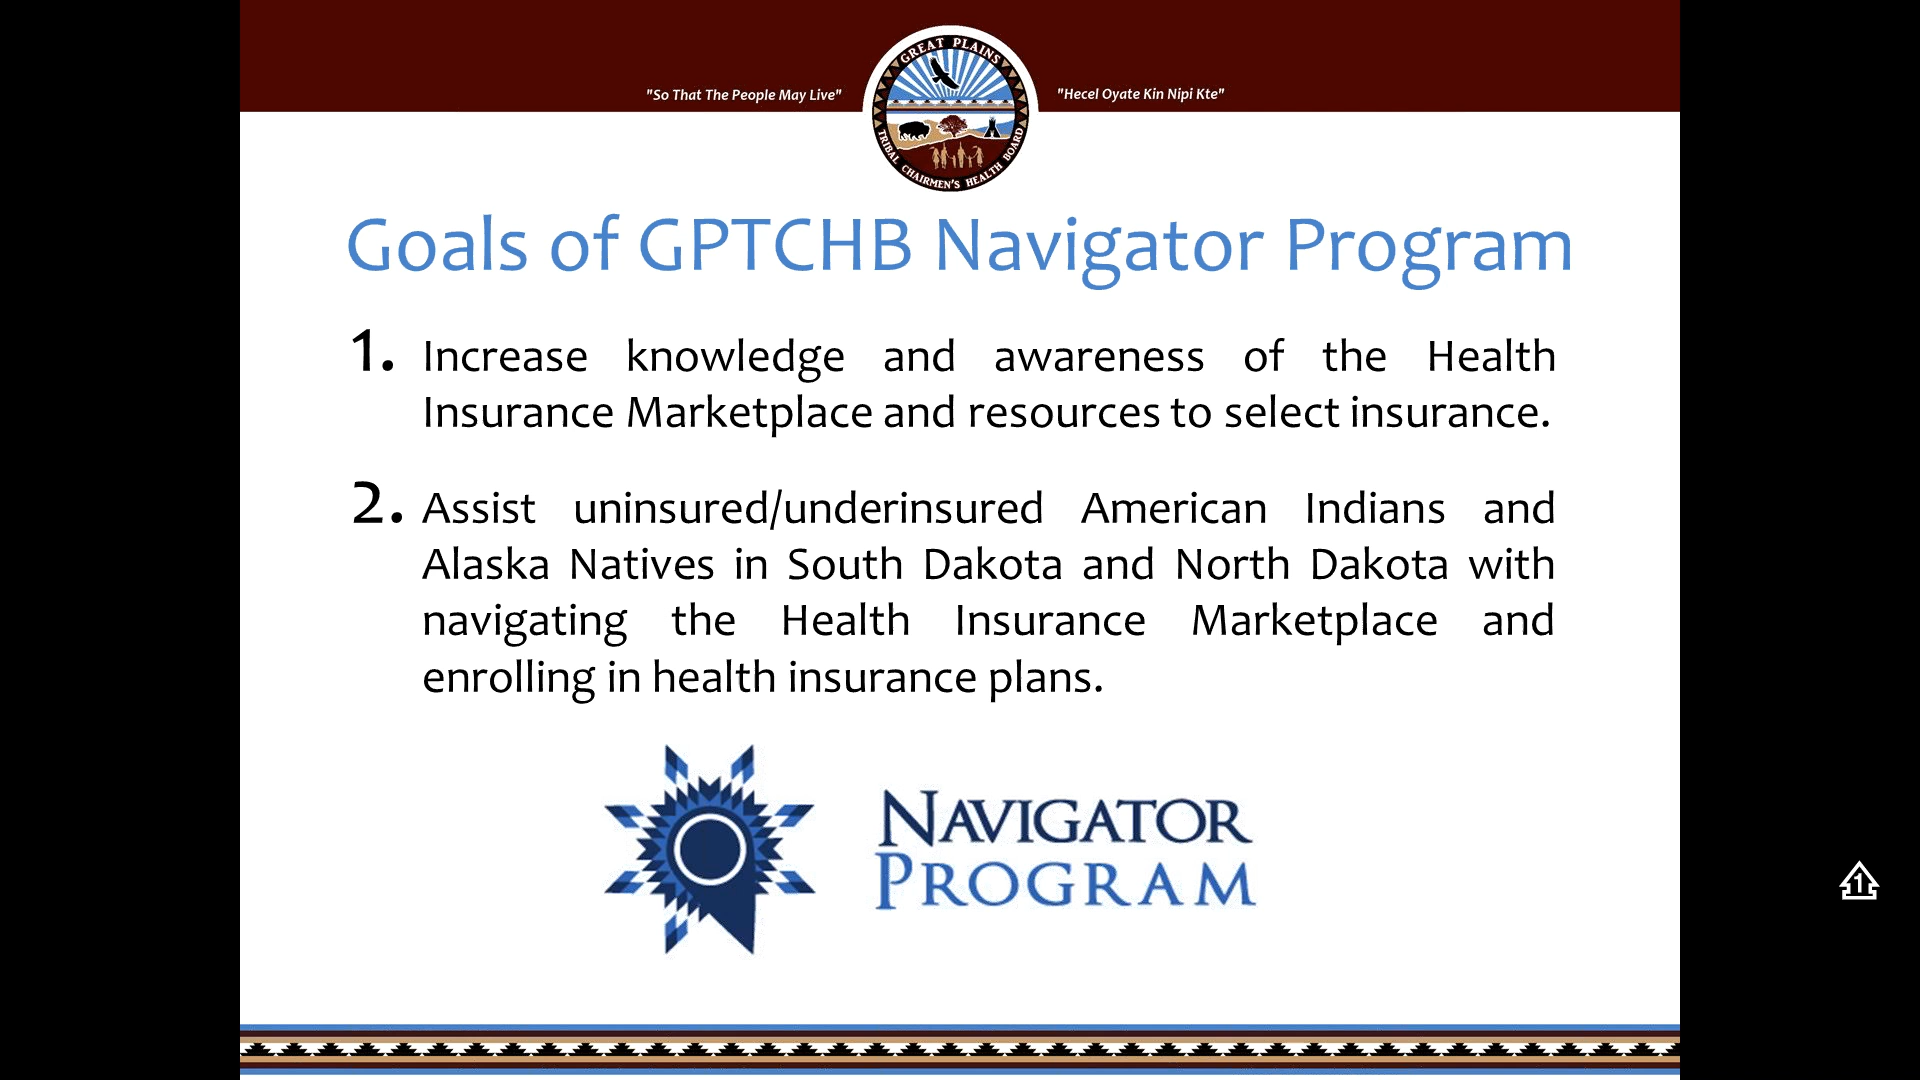 GREAT PLAINS
"So That The People May Live"
"Hecel Oyate Kin Nipi Kte"
TRIBAL CHAIRMEN'S HEALTH BOARD
Goals of GPTCHB Navigator Program
1. Increase knowledge and awareness of the Health
Insurance Marketplace and resources to select insurance.
2. Assist uninsured/underinsured American Indians and
Alaska Natives in South Dakota and North Dakota with
navigating the Health Insurance Marketplace and
enrolling in health insurance plans.
NAVIGATOR
PROGRAM
1